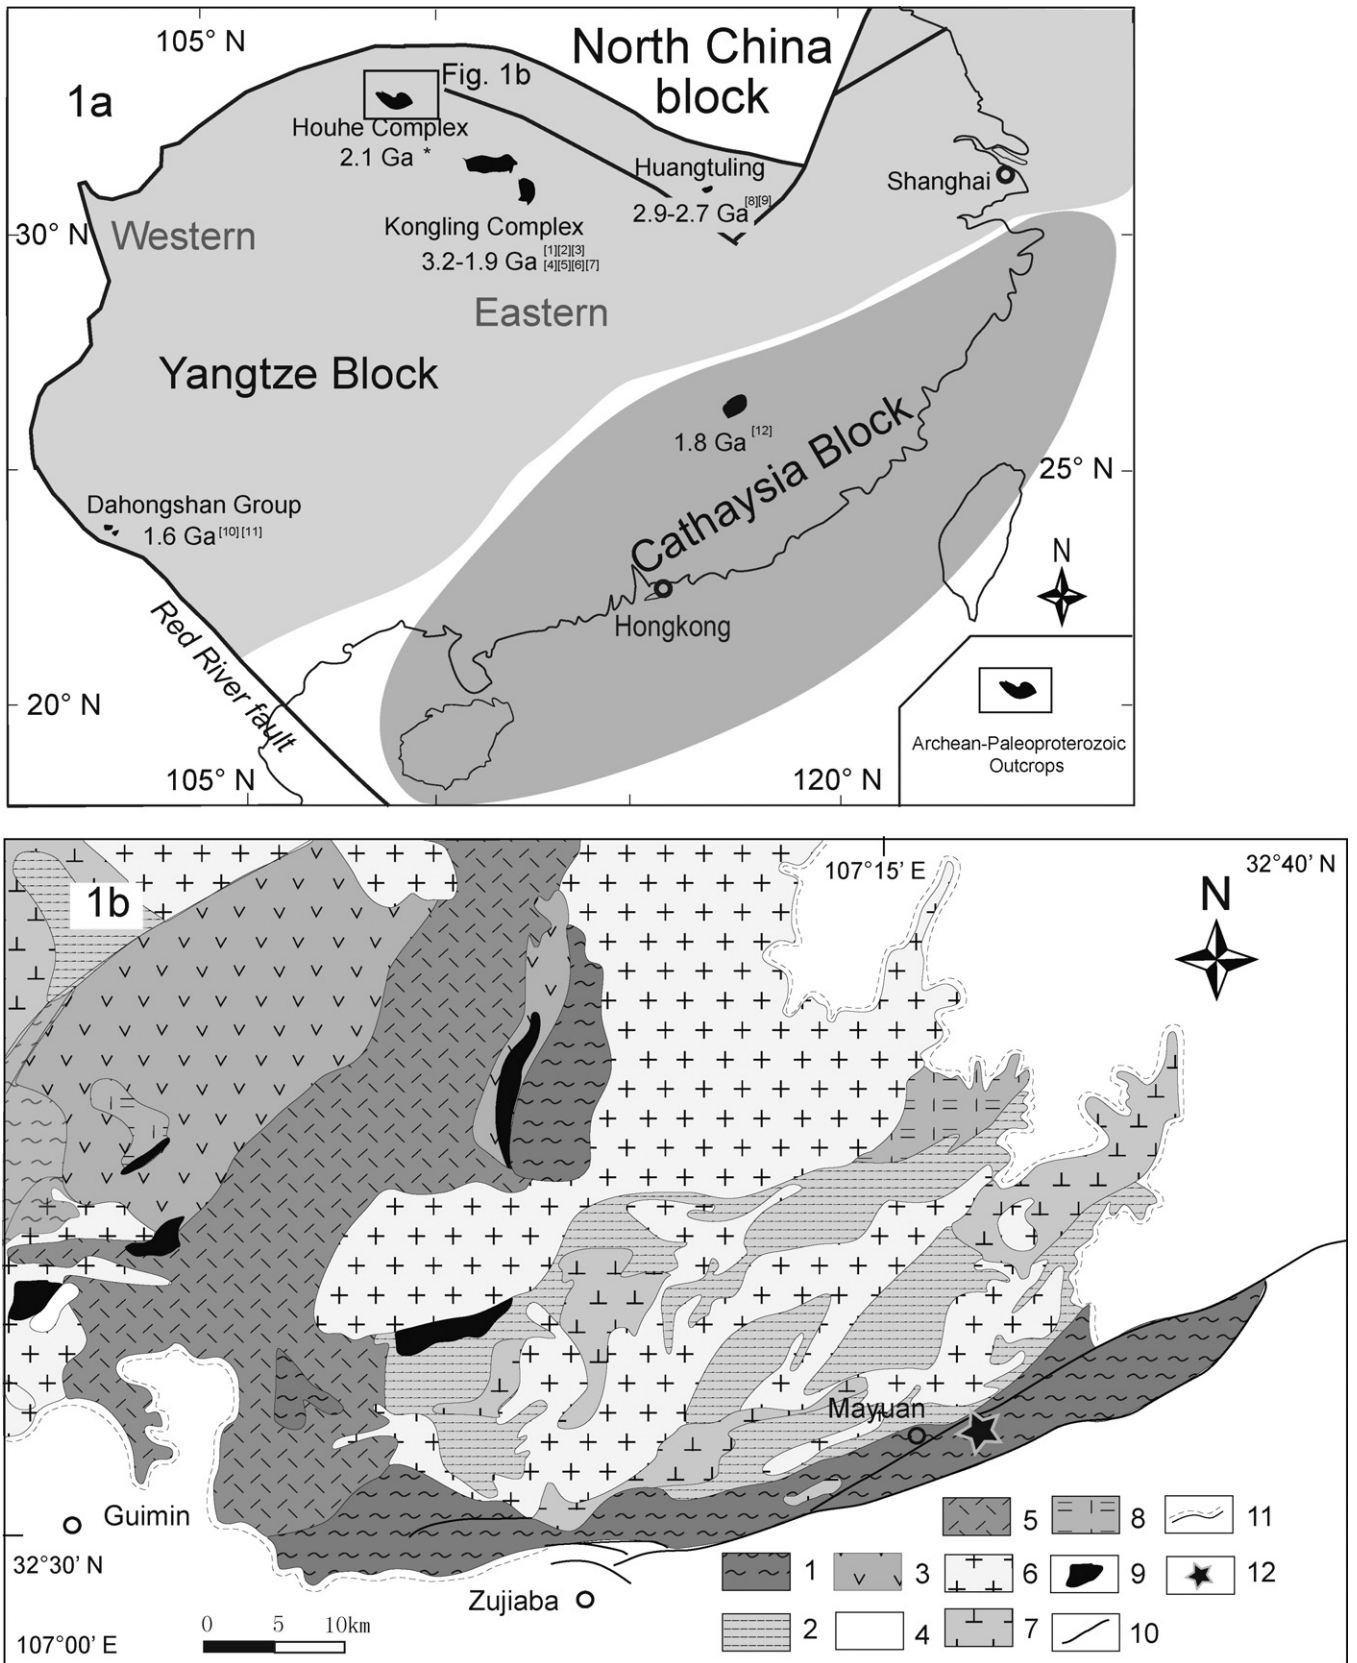 105° N
North China
block
1a
Fig. 1b
Houhe Complex
2.1 Ga *
Huangtuling
2.9-2.7 Ga [8][9]
Shanghai
30° N
Western
Kongling Complex
3.2-1.9 Ga [1][2][3]
[4][5][6][7]
Eastern
Yangtze Block
1.8 Ga [12]
Cathaysia Block
25° N
Dahongshan Group
1.6 Ga [10][11]
N
Hongkong
Red River fault
20° N
105° N
120° N
Archean-Paleoproterozoic
Outcrops
107°15' E
32°40' N
1b
N
Mayuan
Guimin
32°30' N
Zujiaba
107°00' E
0 5 10km
5 8 11
1 3 6 9 12
2 4 7 10